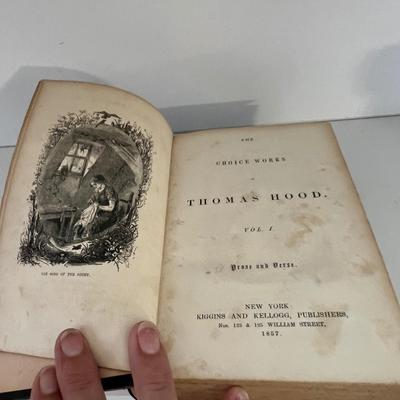 THE SONG OF THE SHIRT.
THE
CHOICE WORKS
OF
THOMAS HOOD.
VOL. I.
Prose and Verse.
NEW YORK
KIGGINS AND KELLOGG, PUBLISHERS,
Nos. 123 & 125 WILLIAM STREET,
1857.